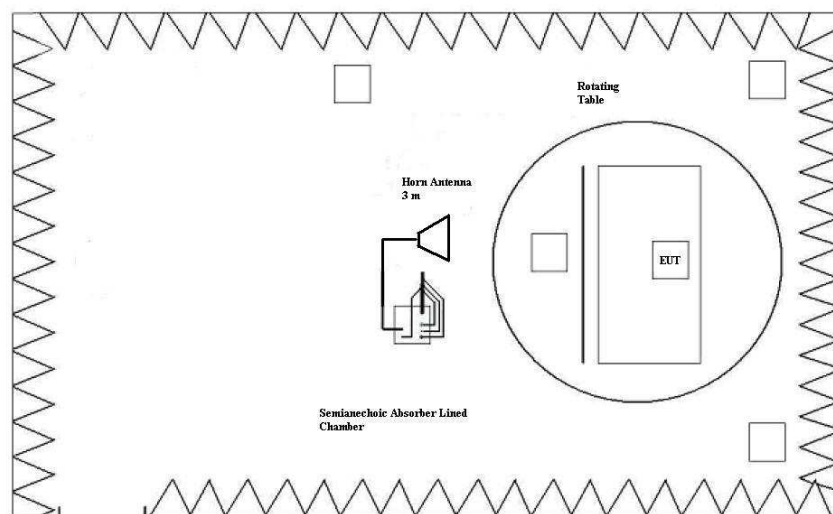 Rotating
Table
Horn Antenna
3 m
EUT
Semianechoic Absorber Lined
Chamber